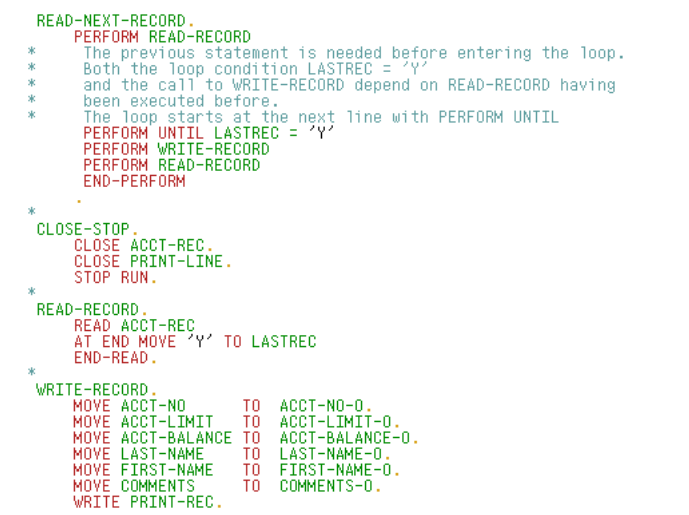 READ-NEXT-RECORD.
PERFORM READ-RECORD
* The previous statement is needed before entering the loop.
* Both the loop condition LASTREC = 'Y'
* and the call to WRITE-RECORD depend on READ-RECORD having
* been executed before.
* The loop starts at the next line with PERFORM UNTIL
PERFORM UNTIL LASTREC = 'Y'
PERFORM WRITE-RECORD
PERFORM READ-RECORD
END-PERFORM
.
*
CLOSE-STOP.
CLOSE ACCT-REC.
CLOSE PRINT-LINE.
STOP RUN.
*
READ-RECORD.
READ ACCT-REC
AT END MOVE 'Y' TO LASTREC
END-READ.
*
WRITE-RECORD.
MOVE ACCT-NO TO ACCT-NO-O.
MOVE ACCT-LIMIT TO ACCT-LIMIT-O.
MOVE ACCT-BALANCE TO ACCT-BALANCE-O.
MOVE LAST-NAME TO LAST-NAME-O.
MOVE FIRST-NAME TO FIRST-NAME-O.
MOVE COMMENTS TO COMMENTS-O.
WRITE PRINT-REC.